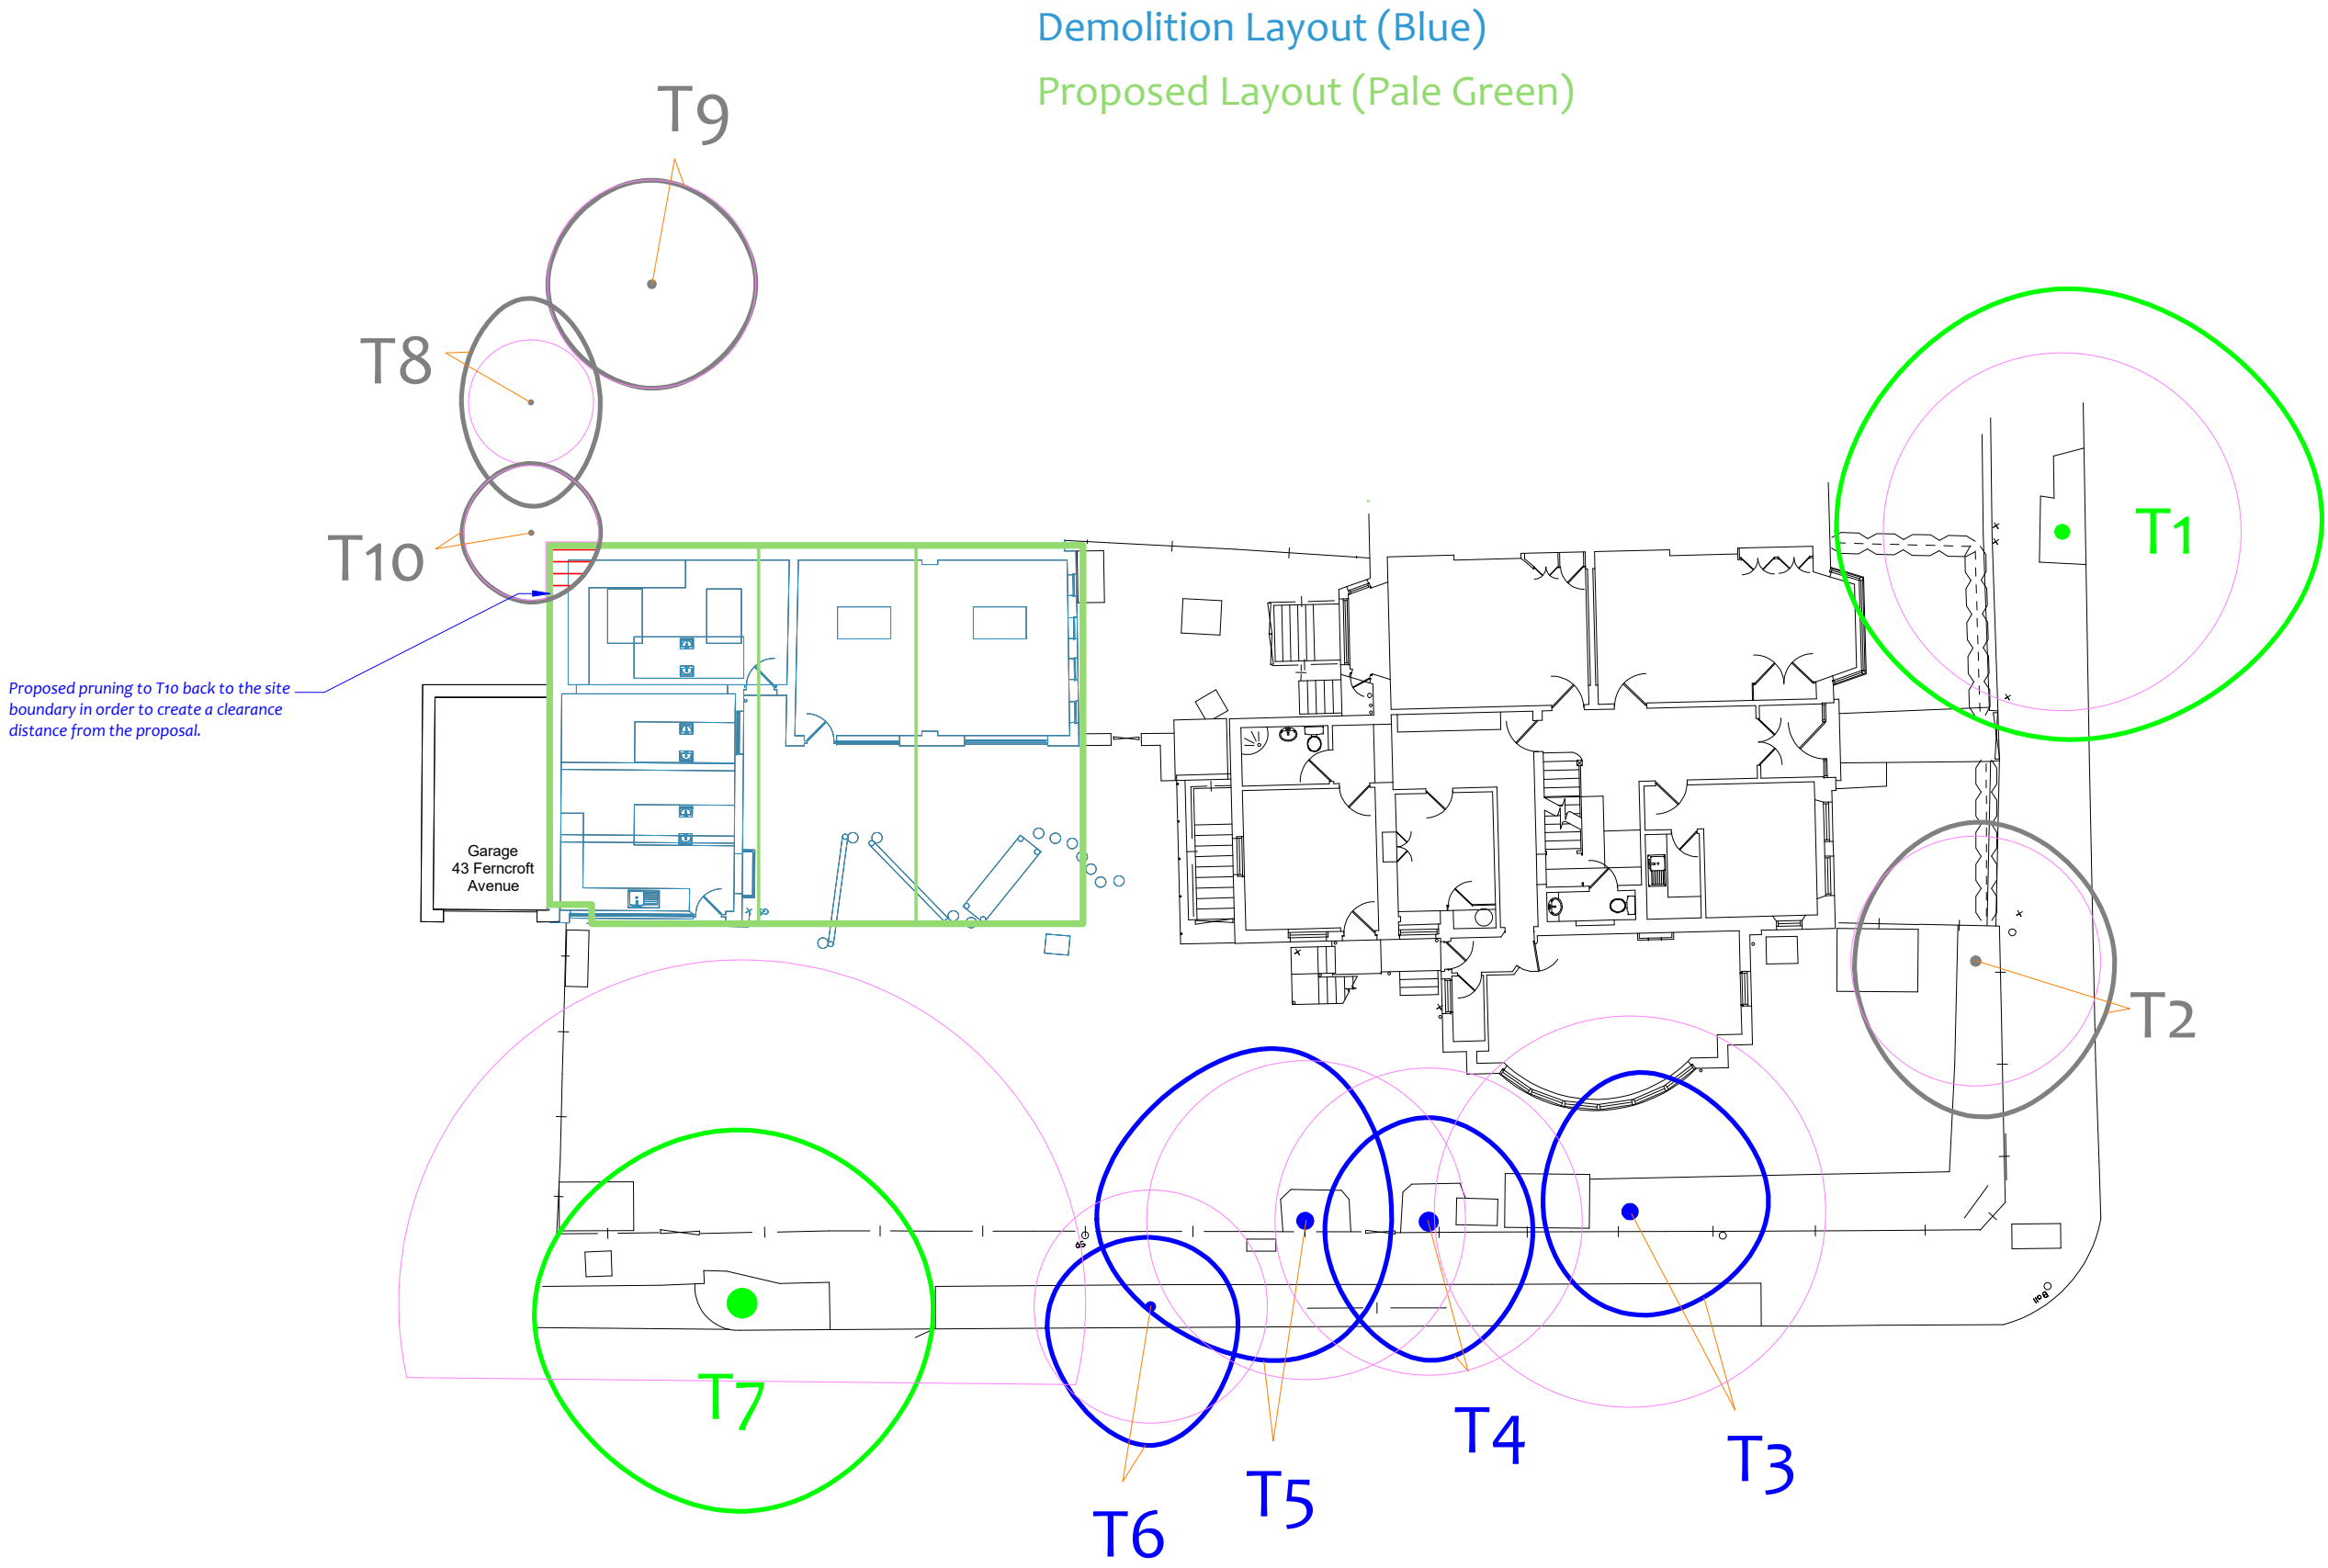 Demolition Layout (Blue)
Proposed Layout (Pale Green)
T9
T8
T10
T1
Proposed pruning to T10 back to the site
boundary in order to create a clearance
distance from the proposal.
Garage
43 Ferncroft
Avenue
T2
Boll
T7
T4
T3
T5
T6